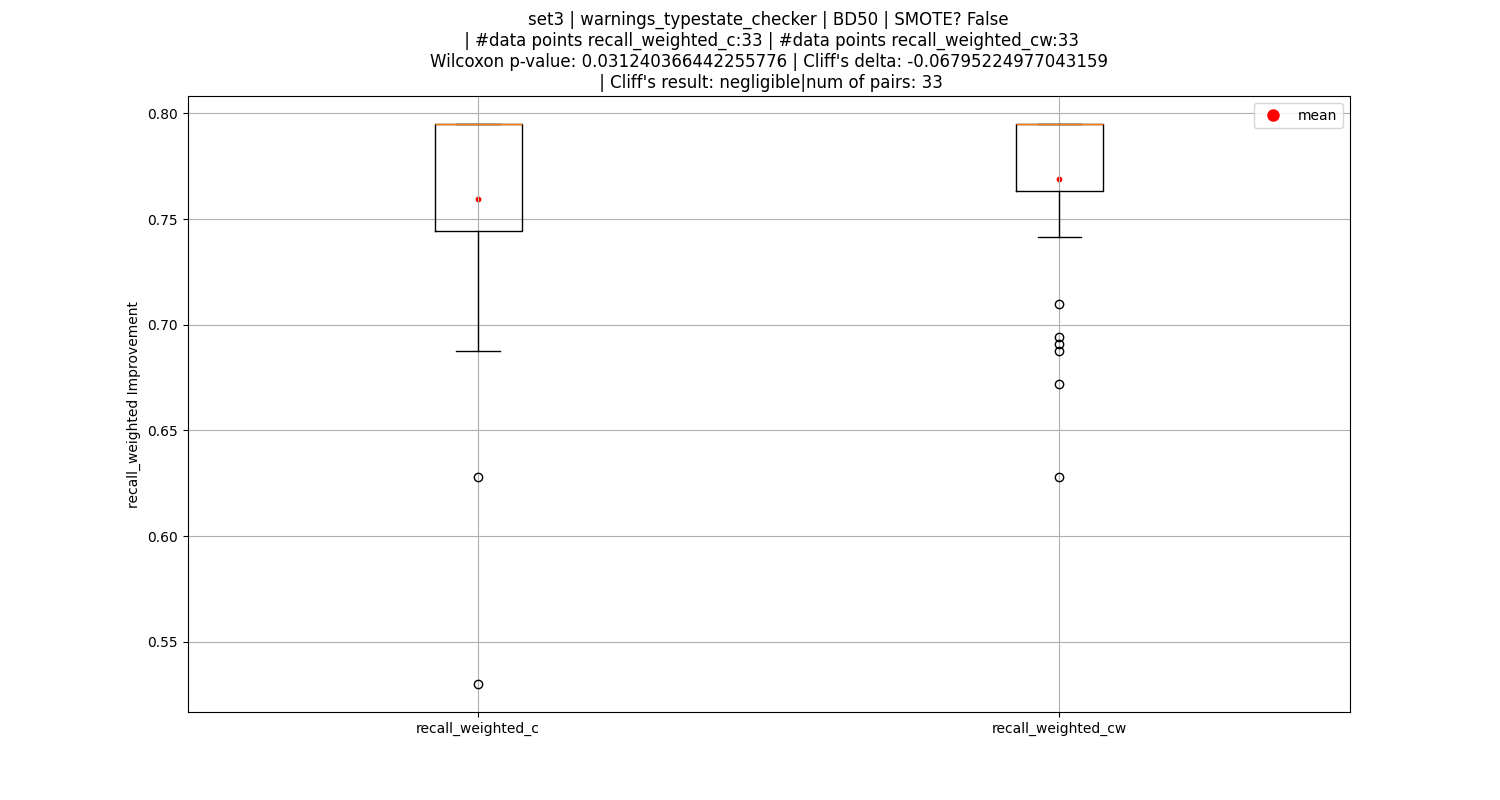 set3 | warnings_typestate_checker | BD50 | SMOTE? False
| #data points recall_weighted_c:33 | #data points recall_weighted_cw:33
Wilcoxon p-value: 0.031240366442255776 | Cliff's delta: -0.06795224977043159
| Cliff's result: negligible|num of pairs: 33
mean
0.80
0.75
0.70
0.65
0.60
0.55
recall_weighted Improvement
recall_weighted_c
recall_weighted_cw